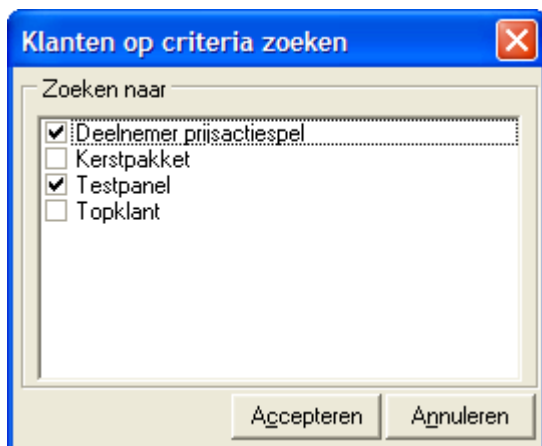 Klanten op criteria zoeken
Zoeken naar
Deelnemer prijsactiespel
Kerstpakket
Testpanel
Topklant
Accepteren Annuleren